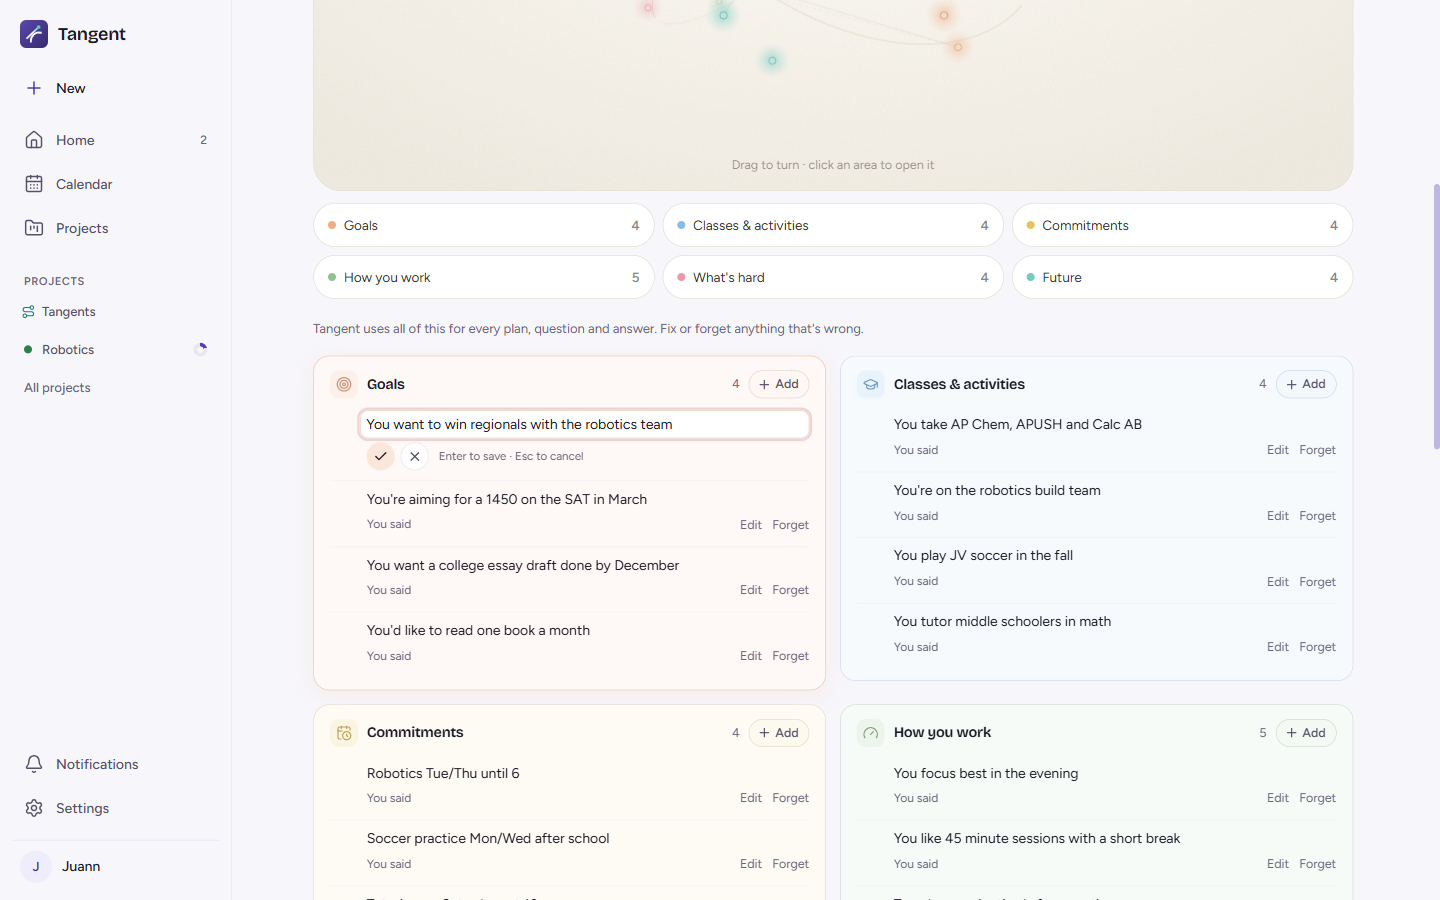 Tangent
New
Home 2
Calendar
Projects
PROJECTS
Tangents
Robotics
All projects
Notifications
Settings
J Juann
Drag to turn · click an area to open it
Goals 4
Classes & activities 4
Commitments 4
How you work 5
What's hard 4
Future 4
Tangent uses all of this for every plan, question and answer. Fix or forget anything that's wrong.
Goals 4 + Add
You want to win regionals with the robotics team
Enter to save · Esc to cancel
You're aiming for a 1450 on the SAT in March
You said Edit Forget
You want a college essay draft done by December
You said Edit Forget
You'd like to read one book a month
You said Edit Forget
Classes & activities 4 + Add
You take AP Chem, APUSH and Calc AB
You said Edit Forget
You're on the robotics build team
You said Edit Forget
You play JV soccer in the fall
You said Edit Forget
You tutor middle schoolers in math
You said Edit Forget
Commitments 4 + Add
Robotics Tue/Thu until 6
You said Edit Forget
Soccer practice Mon/Wed after school
You said Edit Forget
How you work 5 + Add
You focus best in the evening
You said Edit Forget
You like 45 minute sessions with a short break
You said Edit Forget